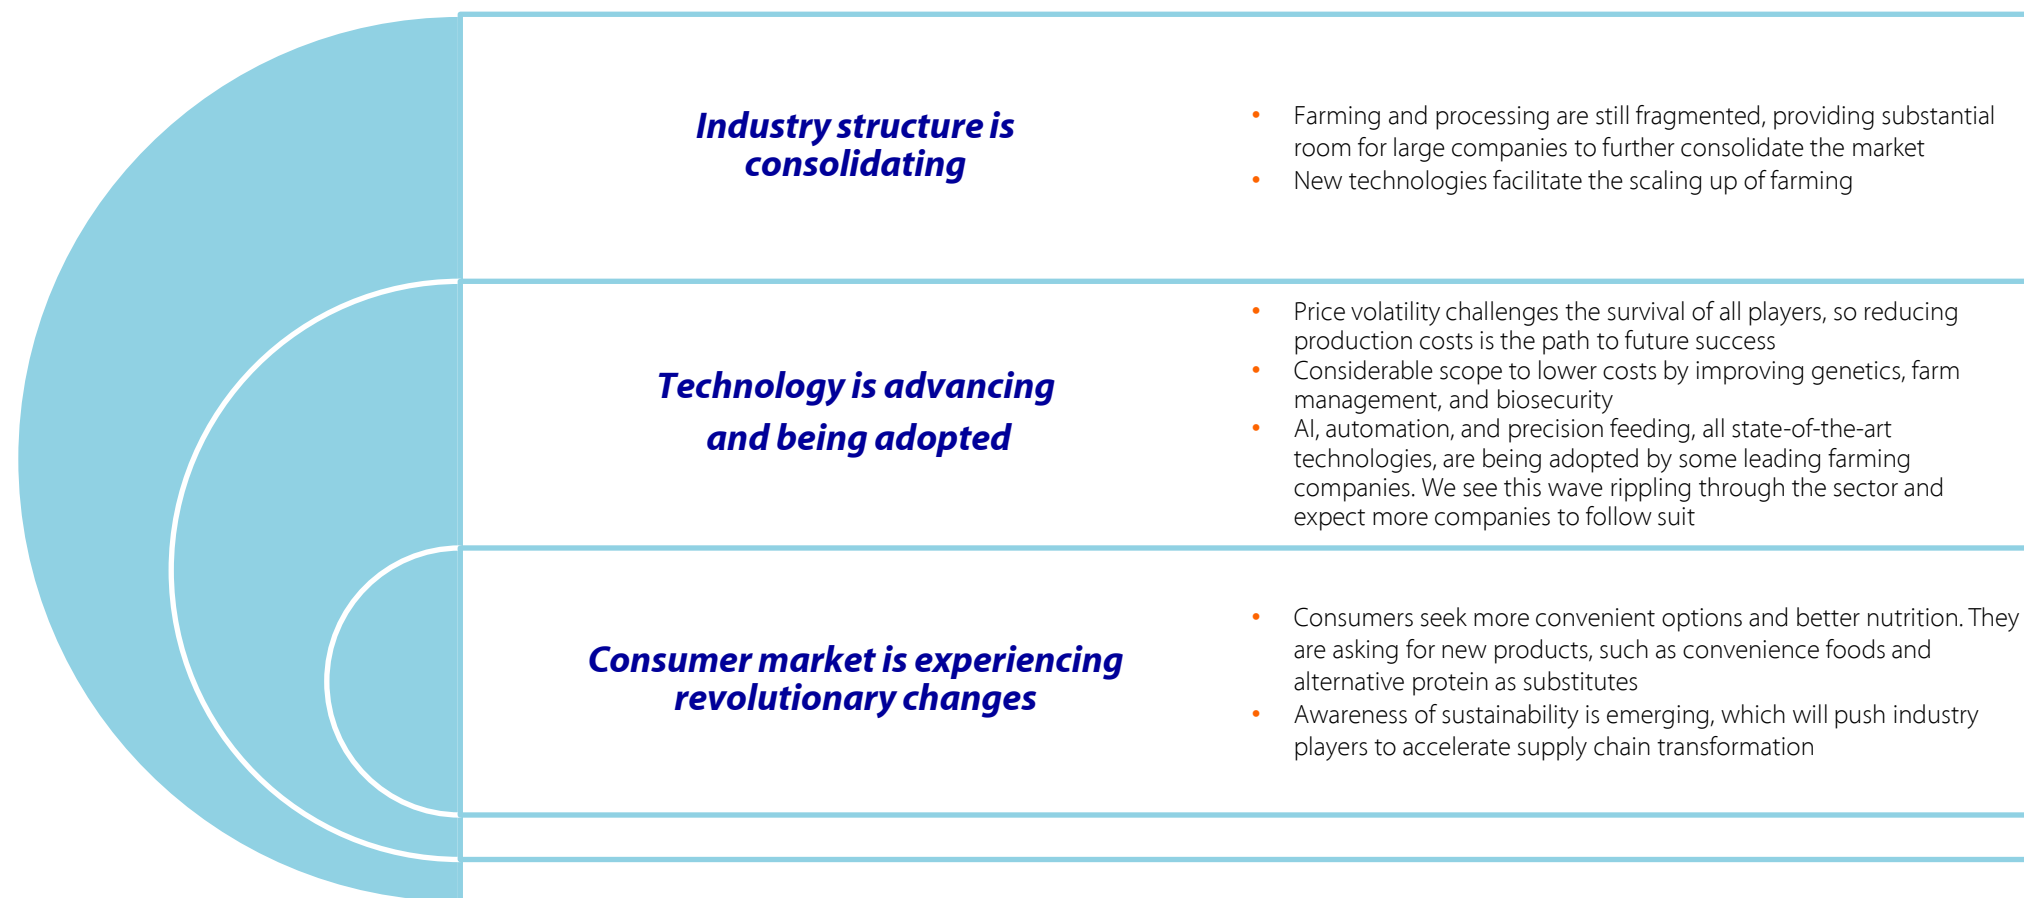 Industry structure is
consolidating
• Farming and processing are still fragmented, providing substantial
room for large companies to further consolidate the market
• New technologies facilitate the scaling up of farming
Technology is advancing
and being adopted
• Price volatility challenges the survival of all players, so reducing
production costs is the path to future success
• Considerable scope to lower costs by improving genetics, farm
management, and biosecurity
• AI, automation, and precision feeding, all state-of-the-art
technologies, are being adopted by some leading farming
companies. We see this wave rippling through the sector and
expect more companies to follow suit
Consumer market is experiencing
revolutionary changes
• Consumers seek more convenient options and better nutrition. They
are asking for new products, such as convenience foods and
alternative protein as substitutes
• Awareness of sustainability is emerging, which will push industry
players to accelerate supply chain transformation